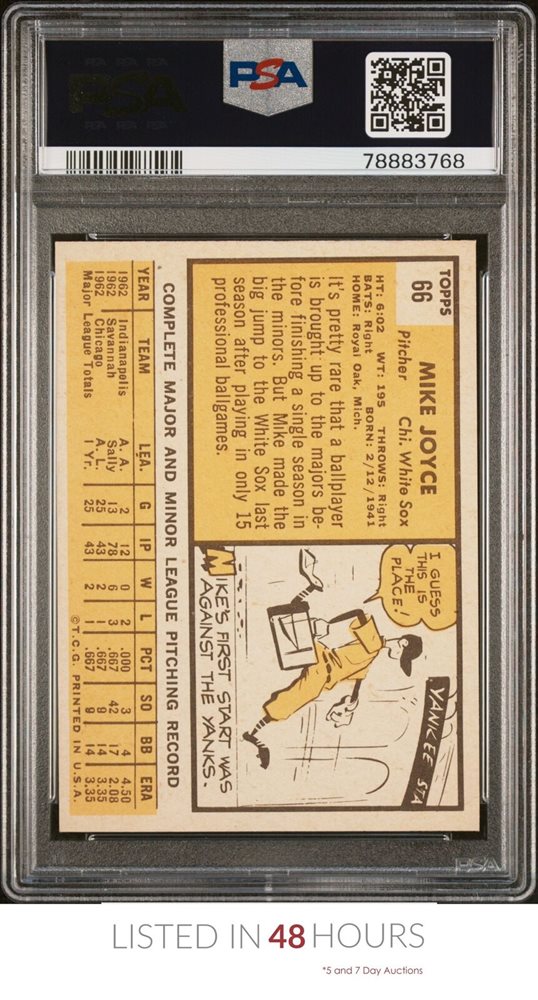 PSA
PSA
78883768
TOPPS
66
MIKE JOYCE
Pitcher Chi. White Sox
HT: 6:02 WT: 195 THROWS: Right
BATS: Right BORN: 2/12/1941
HOME: Royal Oak, Mich.
It's pretty rare that a ballplayer
is brought up to the majors be-
fore finishing a single season in
the minors. But Mike made the
big jump to the White Sox last
season after playing in only 15
professional ballgames.
I GUESS
THIS IS
THE
PLACE!
YANKEE STA
MIKE'S FIRST START WAS
AGAINST THE YANKS.
COMPLETE MAJOR AND MINOR LEAGUE PITCHING RECORD
YEAR TEAM LEA. G IP W L PCT SO BB ERA
1962 Indianapolis A. A. 2 12 0 2 .000 3 4 4.50
1962 Savannah Sally 13 78 6 3 .667 42 17 2.08
1962 Chicago A. L. 25 43 2 1 .667 9 14 3.35
Major League Totals 1 Yr. 25 43 2 1 .667 9 14 3.35
©T.C.G. PRINTED IN U.S.A.
PSA
LISTED IN 48 HOURS
*5 and 7 Day Auctions